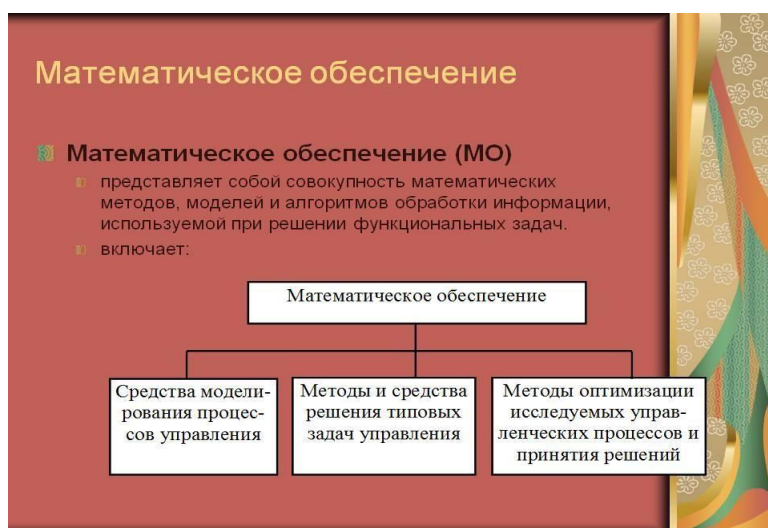 Математическое обеспечение
Математическое обеспечение (МО)
представляет собой совокупность математических
методов, моделей и алгоритмов обработки информации,
используемой при решении функциональных задач.
включает:
Математическое обеспечение
Средства модели-
рования процес-
сов управления
Методы и средства
решения типовых
задач управления
Методы оптимизации
исследуемых управ-
ленческих процессов и
принятия решений